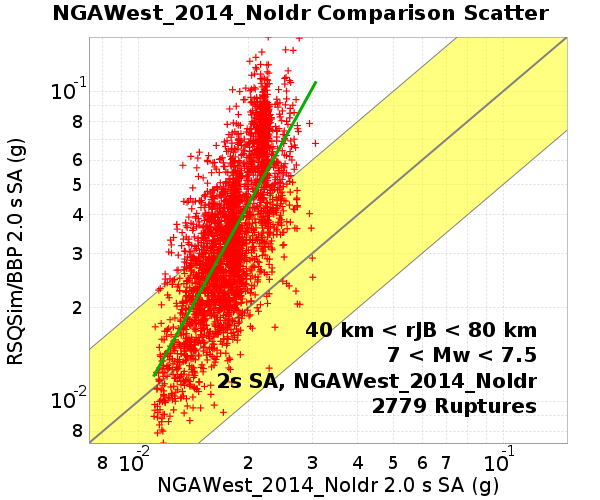 NGAWest_2014_NoIdr Comparison Scatter
RSQSim/BBP 2.0 s SA (g)
10^-1
8
6
5
4
3
2
10^-2
8
40 km < rJB < 80 km
7 < Mw < 7.5
2s SA, NGAWest_2014_NoIdr
2779 Ruptures
8 10^-2 2 3 4 5 6 7 10^-1
NGAWest_2014_NoIdr 2.0 s SA (g)